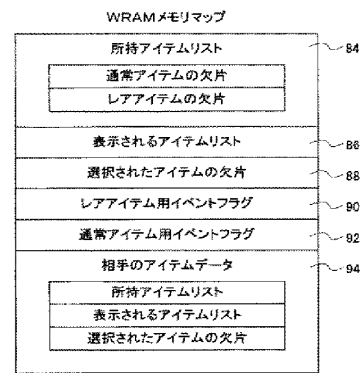 WRAMメモリマップ
所持アイテムリスト
84
通常アイテムの欠片
レアアイテムの欠片
表示されるアイテムリスト
86
選択されたアイテムの欠片
88
レアアイテム用イベントフラグ
90
通常アイテム用イベントフラグ
92
相手のアイテムデータ
94
所持アイテムリスト
表示されるアイテムリスト
選択されたアイテムの欠片